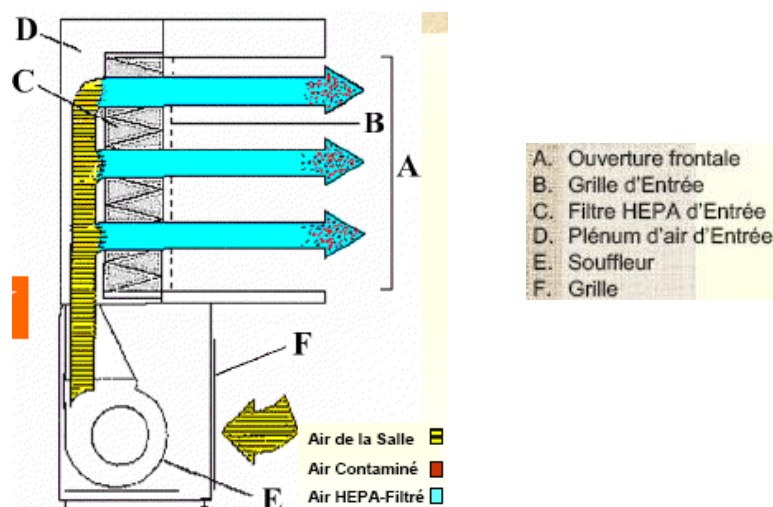 D
C
B
A
F
E
Air de la Salle
Air Contaminé
Air HEPA-Filtré
A. Ouverture frontale
B. Grille d'Entrée
C. Filtre HEPA d'Entrée
D. Plénum d'air d'Entrée
E. Souffleur
F. Grille